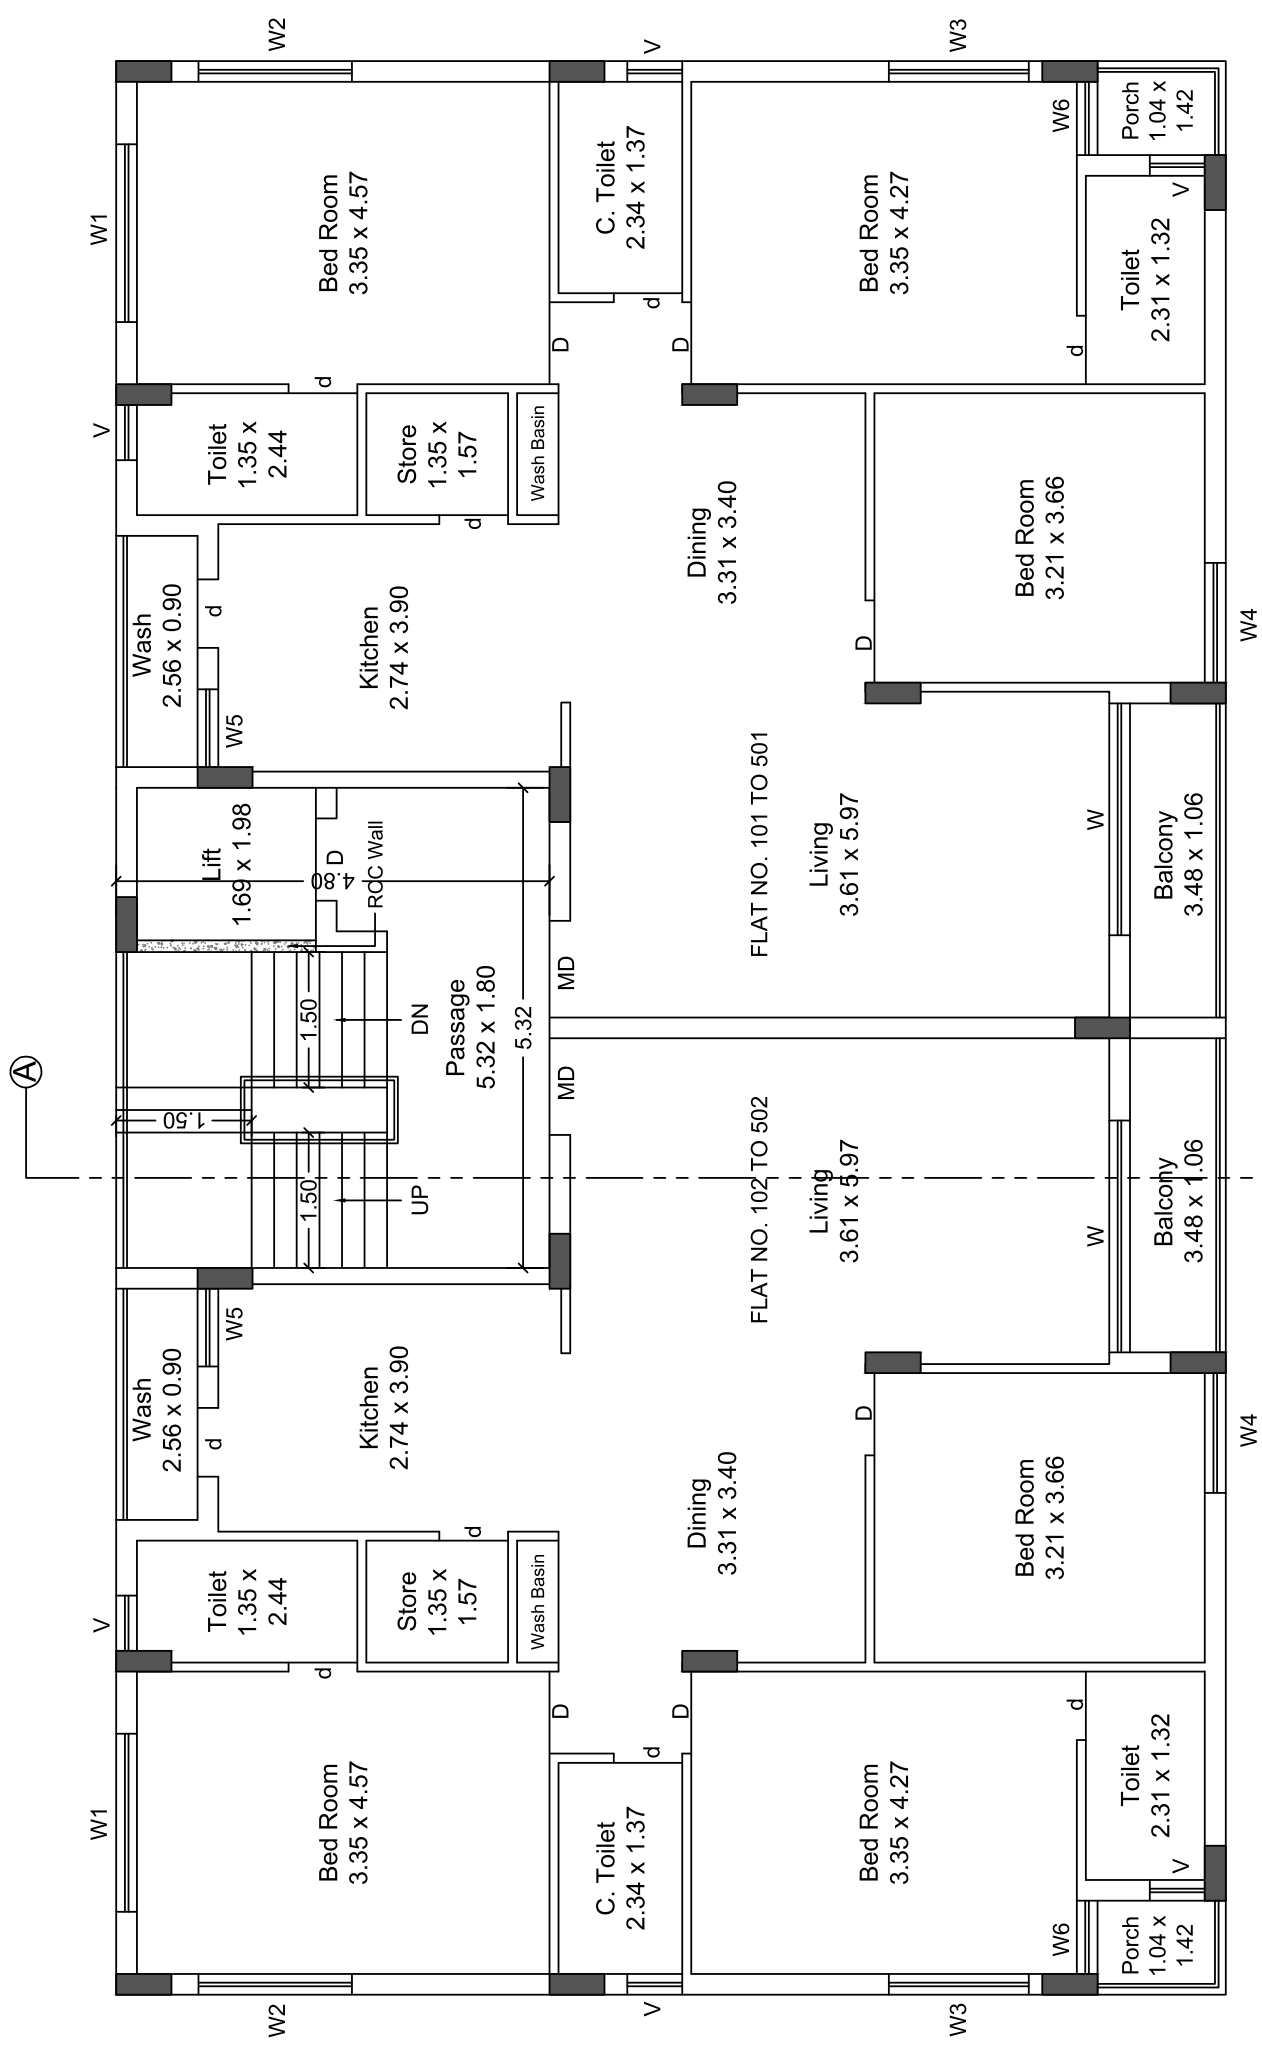 A
W1
V
V
W1
Wash
2.56 x 0.90
Wash
2.56 x 0.90
1.50
W2
Toilet
1.35 x
2.44
d
W5
Lift
1.69 x 1.98
W5
d
Toilet
1.35 x
2.44
W2
Bed Room
3.35 x 4.57
d
1.50
1.50
D
4.80
RCC Wall
d
Bed Room
3.35 x 4.57
Kitchen
2.74 x 3.90
Kitchen
2.74 x 3.90
Store
1.35 x
1.57
d
UP
DN
Passage
5.32 x 1.80
5.32
d
Store
1.35 x
1.57
Wash Basin
Wash Basin
D
MD
MD
D
V
C. Toilet
2.34 x 1.37
d
D
D
d
C. Toilet
2.34 x 1.37
V
Dining
3.31 x 3.40
Dining
3.31 x 3.40
FLAT NO. 102 TO 502
FLAT NO. 101 TO 501
Living
3.61 x 5.97
Living
3.61 x 5.97
Bed Room
3.35 x 4.27
D
D
Bed Room
3.35 x 4.27
W3
W3
Bed Room
3.21 x 3.66
Bed Room
3.21 x 3.66
W6
d
W
W
d
W6
Porch
1.04 x
1.42
V
Toilet
2.31 x 1.32
Balcony
3.48 x 1.06
Balcony
3.48 x 1.06
Toilet
2.31 x 1.32
V
Porch
1.04 x
1.42
W4
W4